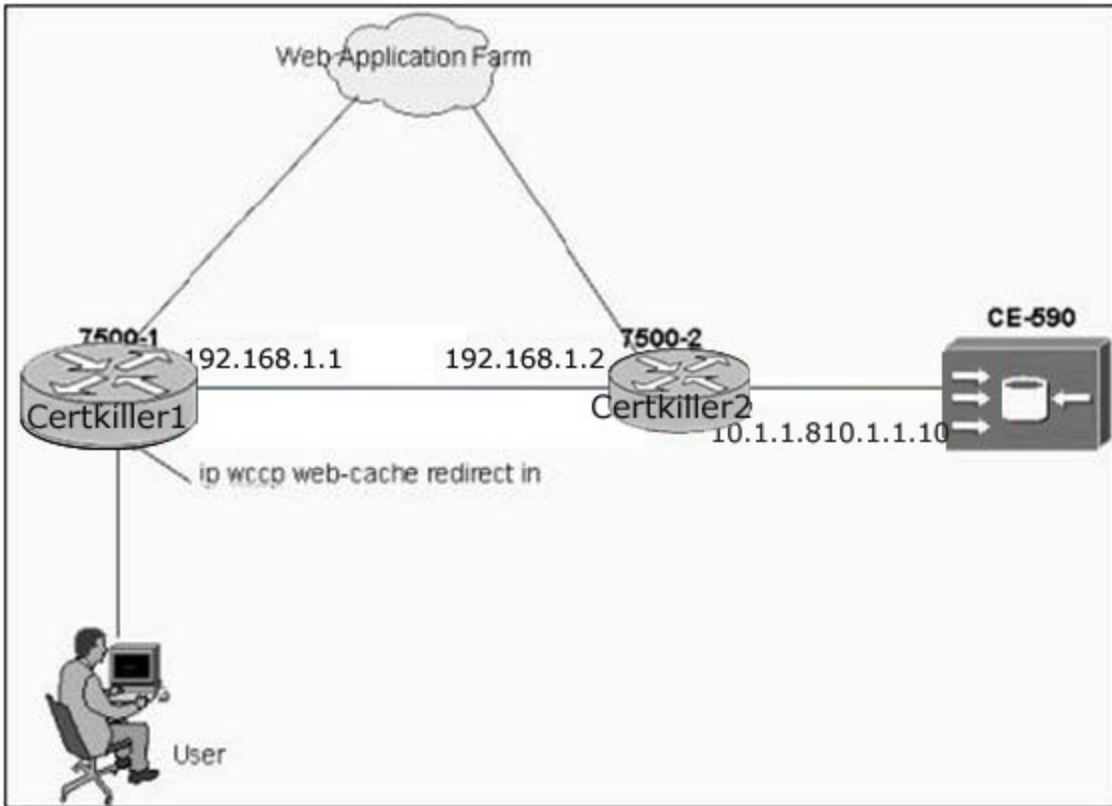 Web Application Farm
7500-1
192.168.1.1
192.168.1.2
7500-2
CE-590
Certkiller1
Certkiller2
10.1.1.810.1.1.10
ip wccp web-cache redirect in
User